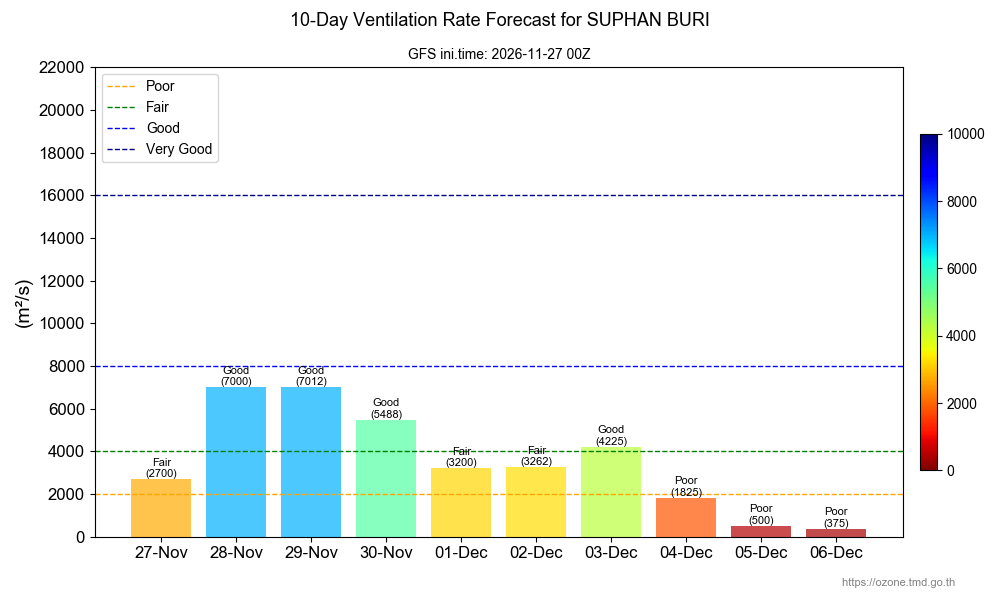 10-Day Ventilation Rate Forecast for SUPHAN BURI
GFS ini.time: 2026-11-27 00Z
(m²/s)
22000
20000
18000
16000
14000
12000
10000
8000
6000
4000
2000
0
Poor
Fair
Good
Very Good
Fair
(2700)
Good
(7000)
Good
(7012)
Good
(5488)
Fair
(3200)
Fair
(3262)
Good
(4225)
Poor
(1825)
Poor
(500)
Poor
(375)
27-Nov
28-Nov
29-Nov
30-Nov
01-Dec
02-Dec
03-Dec
04-Dec
05-Dec
06-Dec
10000
8000
6000
4000
2000
0
https://ozone.tmd.go.th